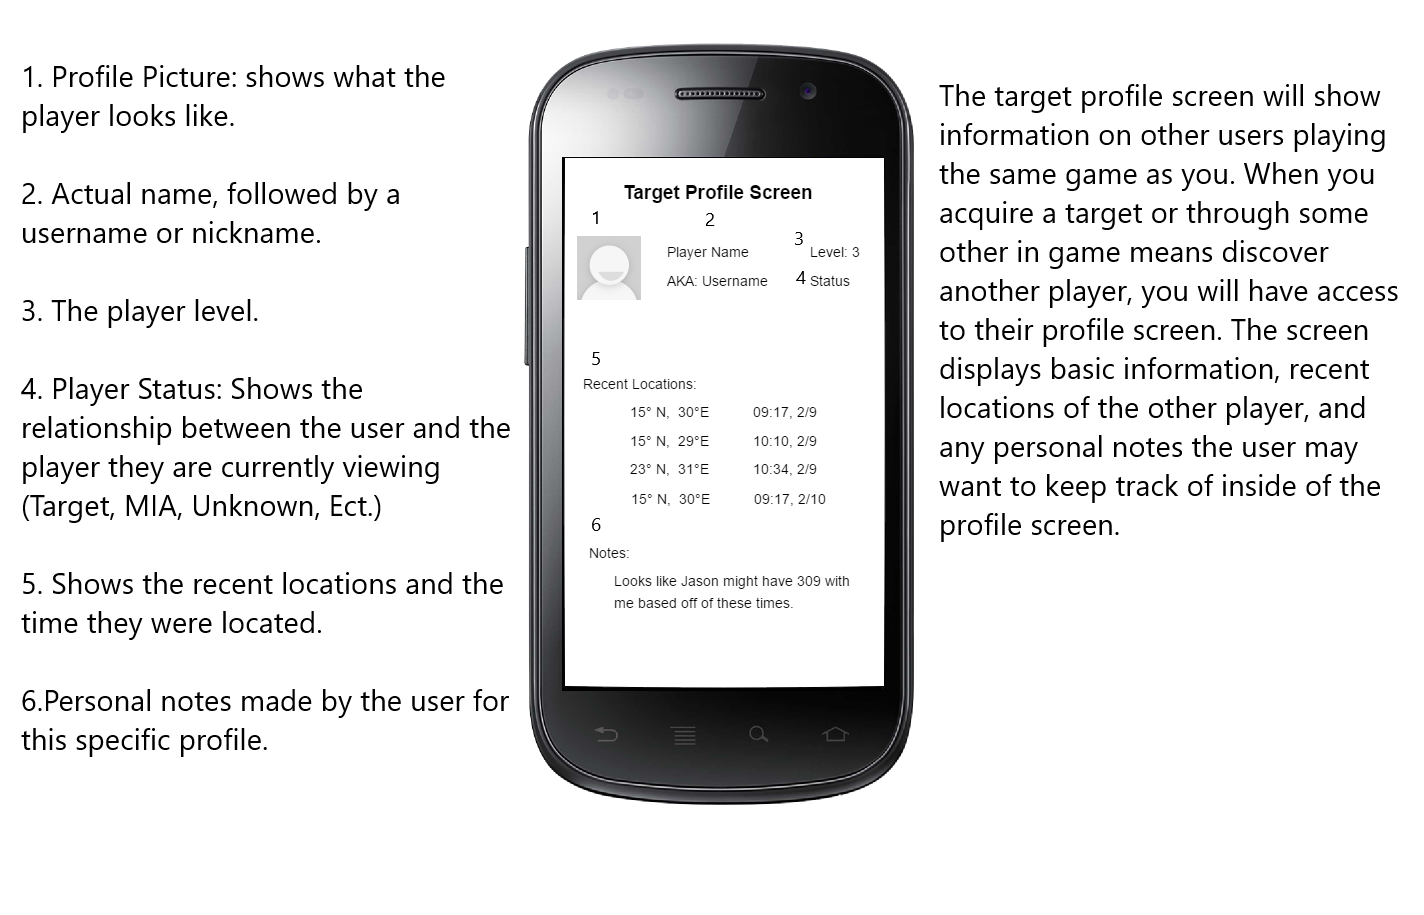 1. Profile Picture: shows what the
player looks like.
2. Actual name, followed by a
username or nickname.
3. The player level.
4. Player Status: Shows the
relationship between the user and the
player they are currently viewing
(Target, MIA, Unknown, Ect.)
5. Shows the recent locations and the
time they were located.
6.Personal notes made by the user for
this specific profile.
Target Profile Screen
1
2
3
Player Name
Level: 3
AKA: Username
4 Status
5
Recent Locations:
15° N, 30°E 09:17, 2/9
15° N, 29°E 10:10, 2/9
23° N, 31°E 10:34, 2/9
15° N, 30°E 09:17, 2/10
6
Notes:
Looks like Jason might have 309 with
me based off of these times.
The target profile screen will show
information on other users playing
the same game as you. When you
acquire a target or through some
other in game means discover
another player, you will have access
to their profile screen. The screen
displays basic information, recent
locations of the other player, and
any personal notes the user may
want to keep track of inside of the
profile screen.